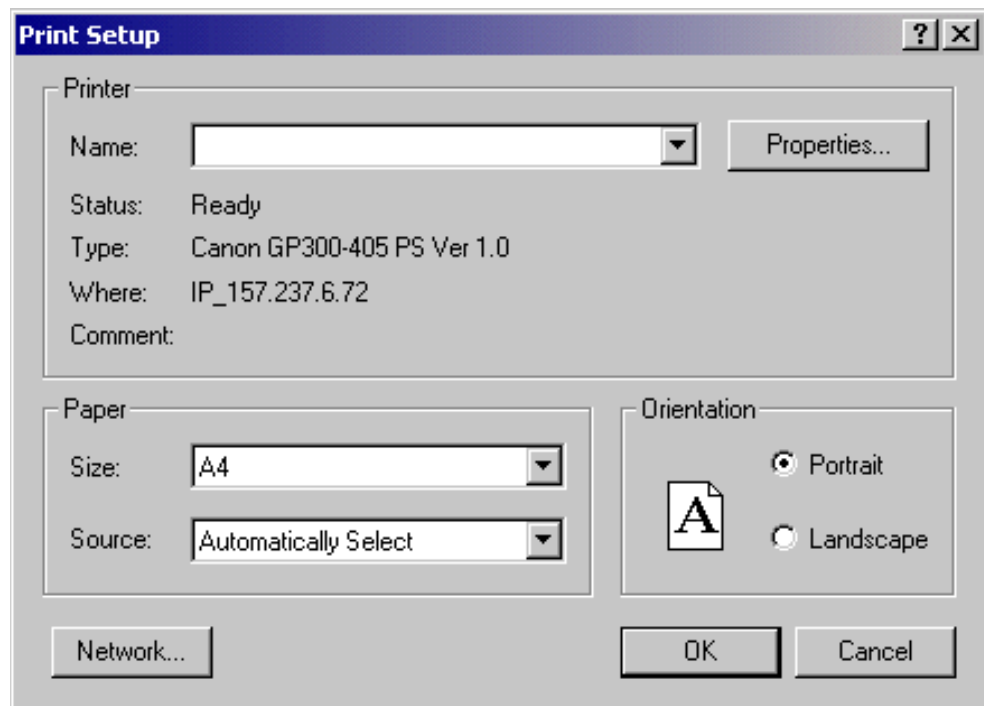 Print Setup
Printer
Name:
Properties...
Status: Ready
Type: Canon GP300-405 PS Ver 1.0
Where: IP_157.237.6.72
Comment:
Paper
Size: A4
Source: Automatically Select
Orientation
A
Portrait
Landscape
Network...
OK
Cancel